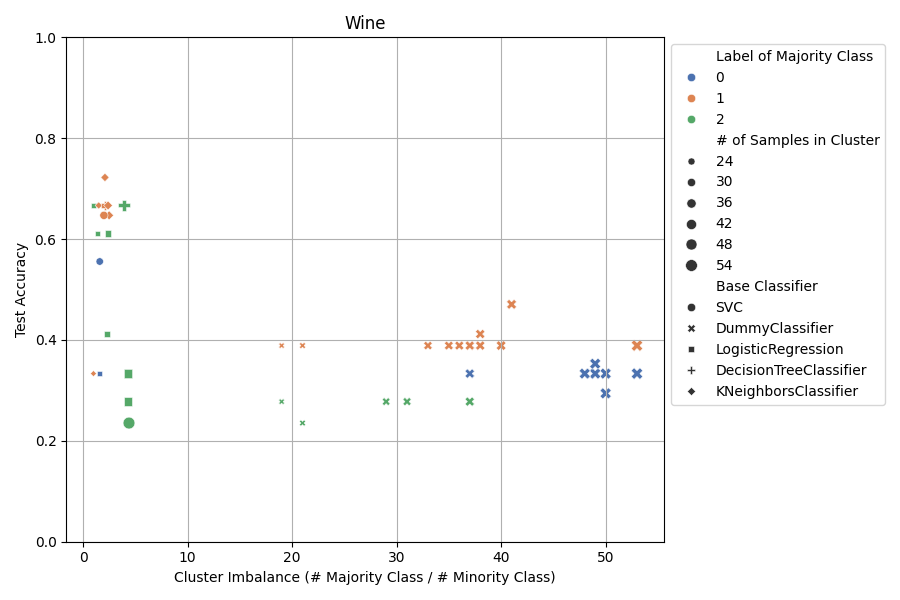 Wine
Test Accuracy
1.0
0.8
0.6
0.4
0.2
0.0
0
10
20
30
40
50
Cluster Imbalance (# Majority Class / # Minority Class)
Label of Majority Class
0
1
2
# of Samples in Cluster
24
30
36
42
48
54
Base Classifier
SVC
DummyClassifier
LogisticRegression
DecisionTreeClassifier
KNeighborsClassifier